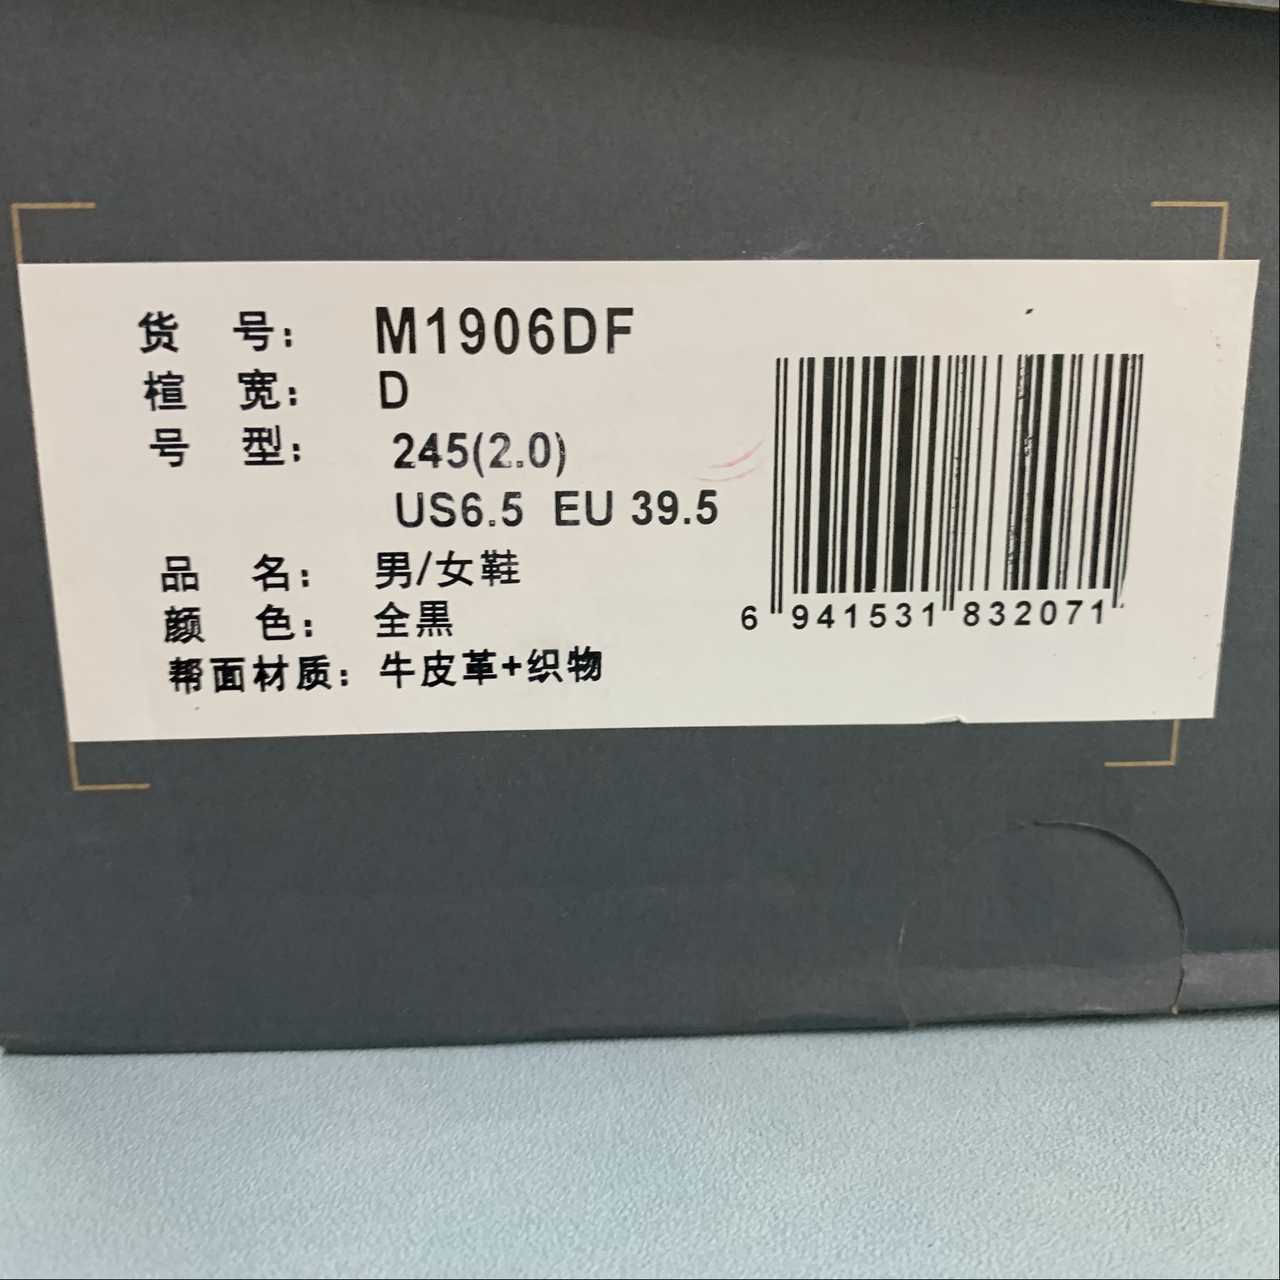 货 号： M1906DF
楦 宽： D
号 型： 245(2.0)
US6.5 EU 39.5
品 名： 男/女鞋
颜 色： 全黒
帮面材质：牛皮革+织物
6 941531 832071